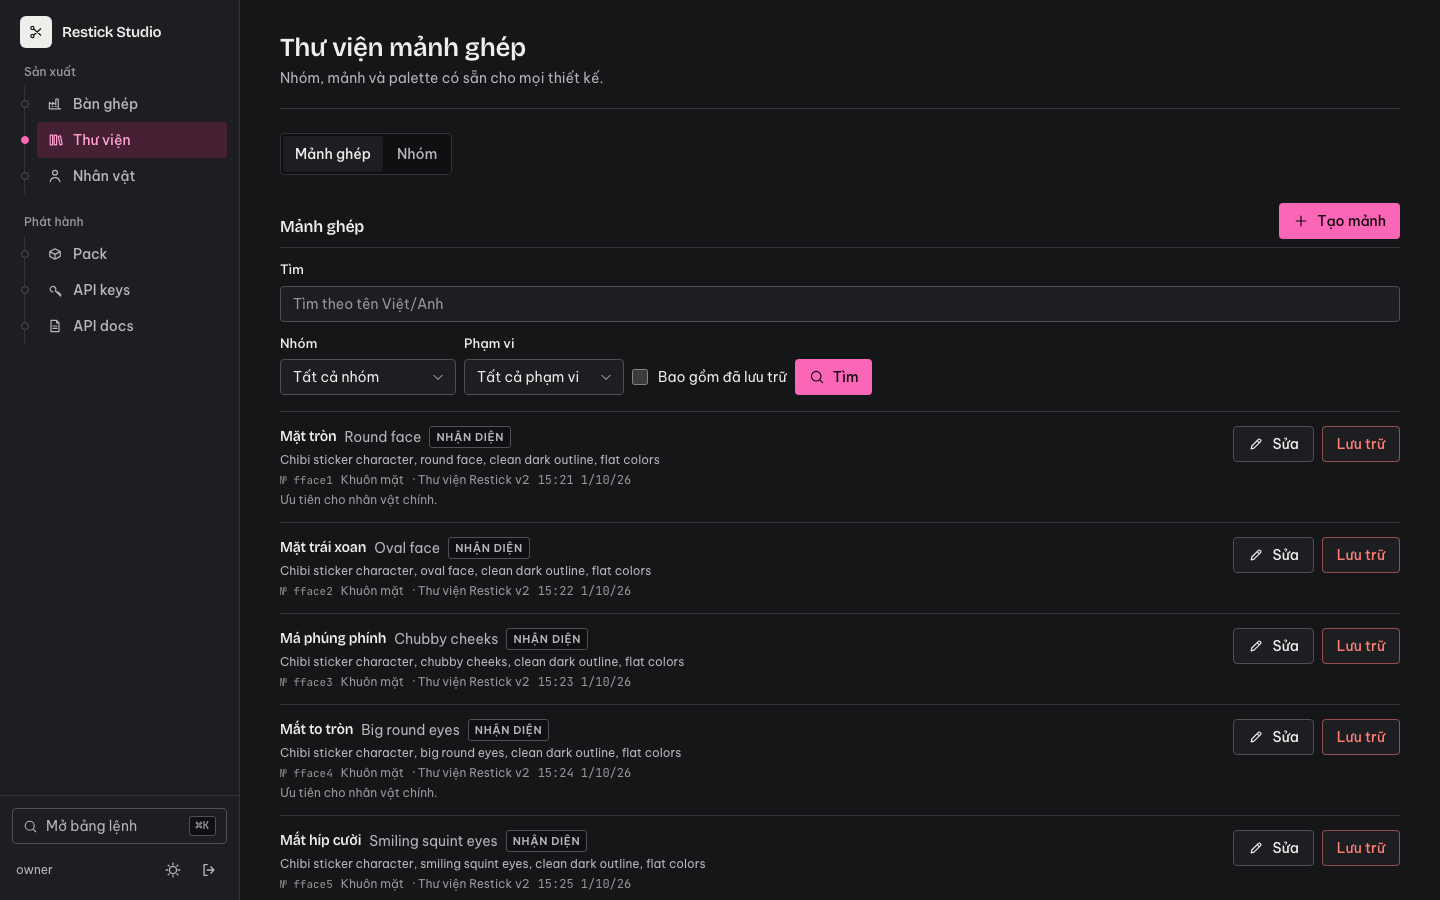 Restick Studio
Sản xuất
Bàn ghép
Thư viện
Nhân vật
Phát hành
Pack
API keys
API docs
Mở bảng lệnh ⌘K
owner
Thư viện mảnh ghép
Nhóm, mảnh và palette có sẵn cho mọi thiết kế.
Mảnh ghép Nhóm
Mảnh ghép
Tạo mảnh
Tìm
Tìm theo tên Việt/Anh
Nhóm Phạm vi
Tất cả nhóm Tất cả phạm vi Bao gồm đã lưu trữ Tìm
Mặt tròn Round face NHẬN DIỆN Sửa Lưu trữ
Chibi sticker character, round face, clean dark outline, flat colors
№ fface1 Khuôn mặt · Thư viện Restick v2 15:21 1/10/26
Ưu tiên cho nhân vật chính.
Mặt trái xoan Oval face NHẬN DIỆN Sửa Lưu trữ
Chibi sticker character, oval face, clean dark outline, flat colors
№ fface2 Khuôn mặt · Thư viện Restick v2 15:22 1/10/26
Má phúng phính Chubby cheeks NHẬN DIỆN Sửa Lưu trữ
Chibi sticker character, chubby cheeks, clean dark outline, flat colors
№ fface3 Khuôn mặt · Thư viện Restick v2 15:23 1/10/26
Mắt to tròn Big round eyes NHẬN DIỆN Sửa Lưu trữ
Chibi sticker character, big round eyes, clean dark outline, flat colors
№ fface4 Khuôn mặt · Thư viện Restick v2 15:24 1/10/26
Ưu tiên cho nhân vật chính.
Mắt híp cười Smiling squint eyes NHẬN DIỆN Sửa Lưu trữ
Chibi sticker character, smiling squint eyes, clean dark outline, flat colors
№ fface5 Khuôn mặt · Thư viện Restick v2 15:25 1/10/26